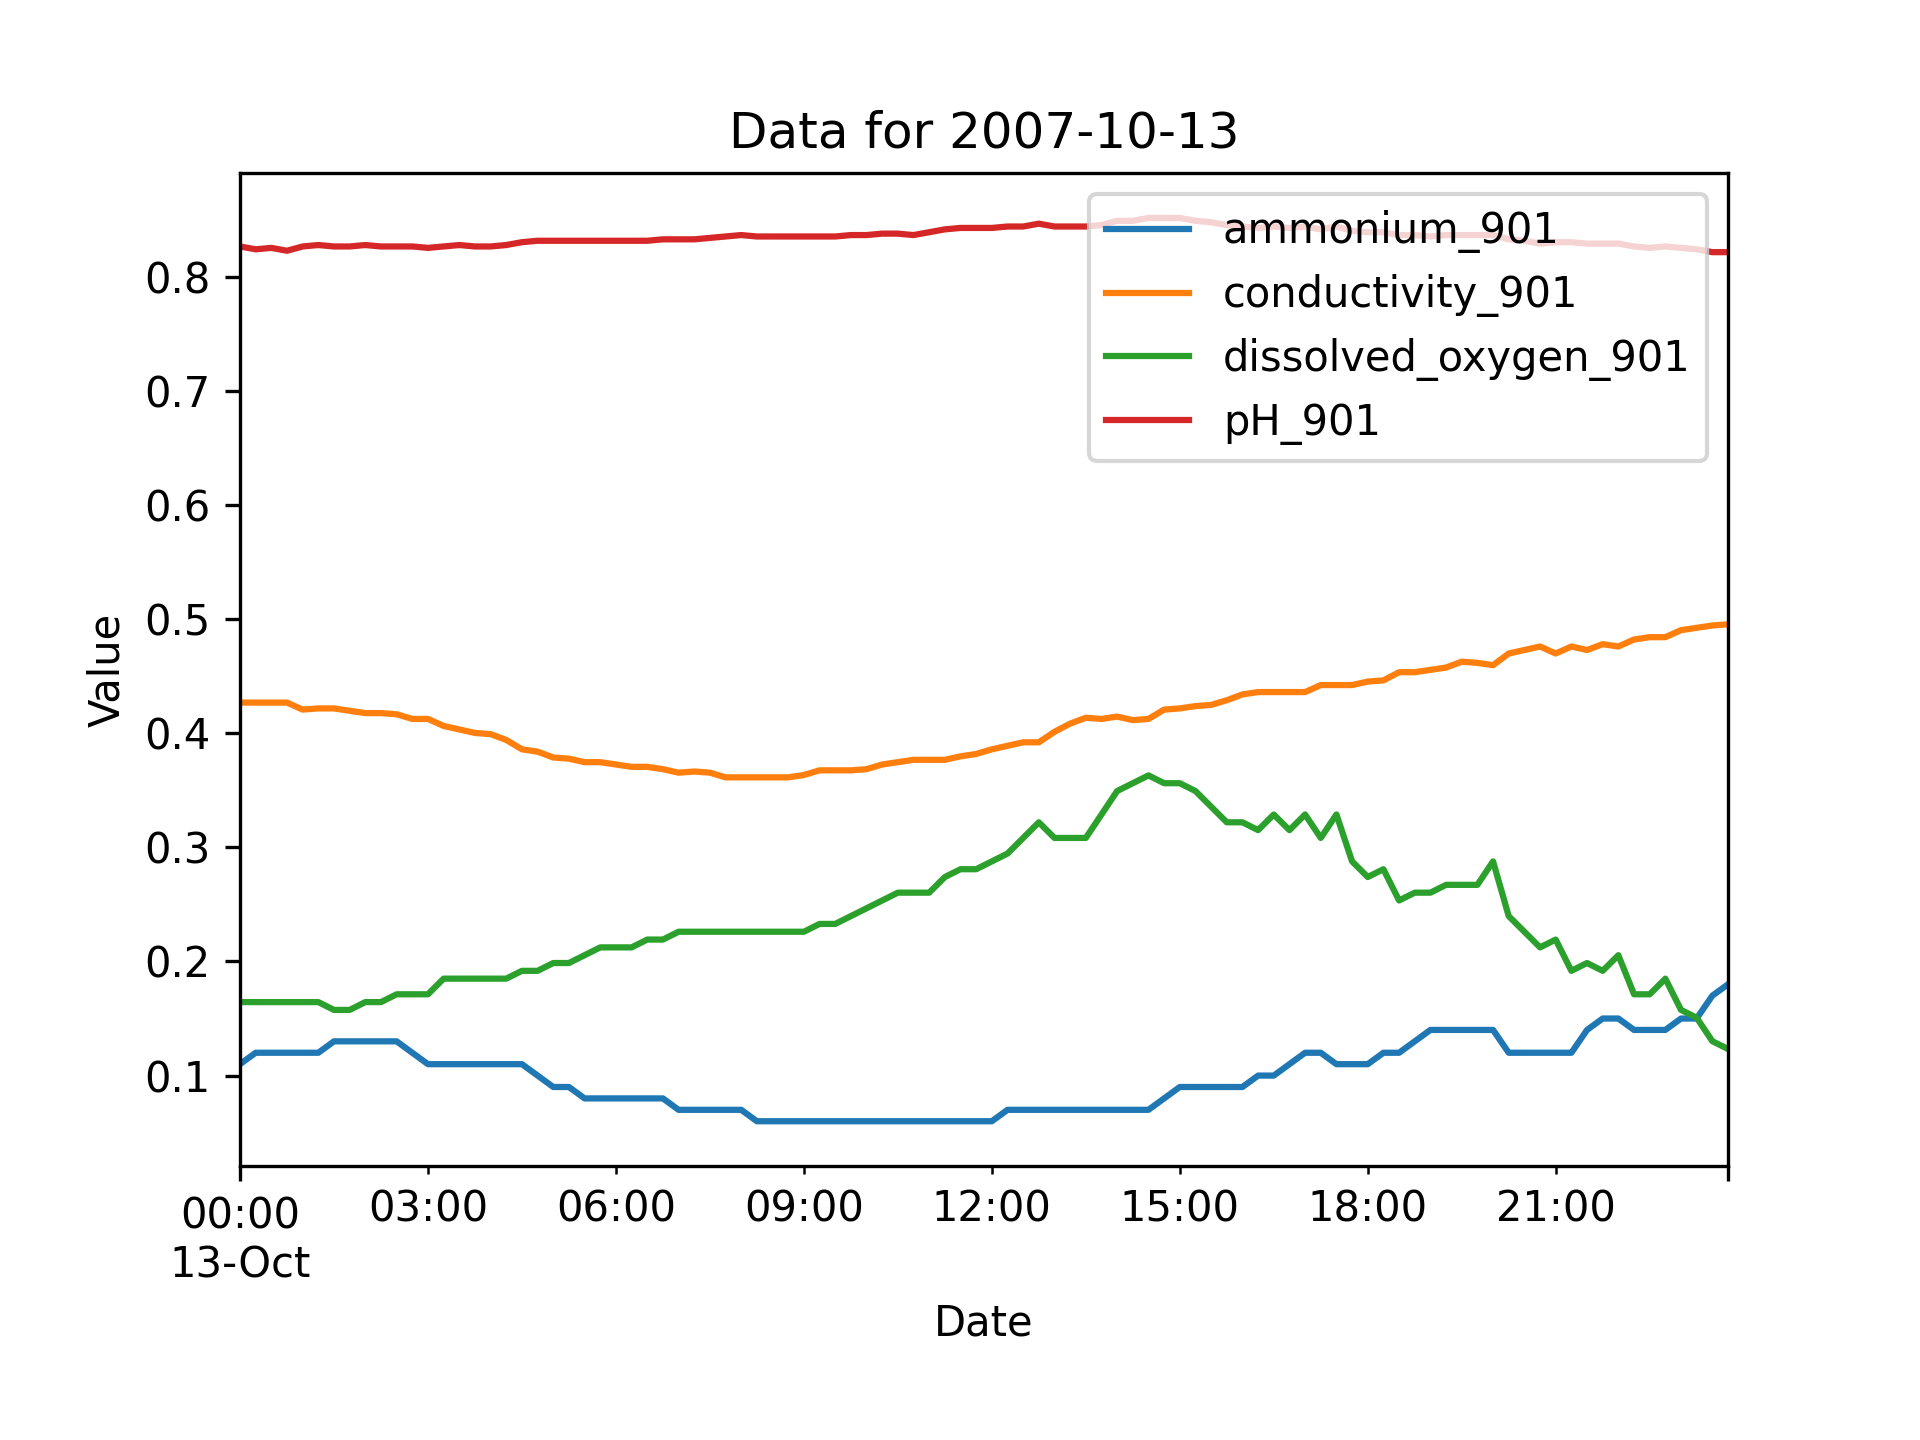 Data for 2007-10-13
ammonium_901
conductivity_901
dissolved_oxygen_901
pH_901
Value
0.8
0.7
0.6
0.5
0.4
0.3
0.2
0.1
00:00 03:00 06:00 09:00 12:00 15:00 18:00 21:00
13-Oct
Date